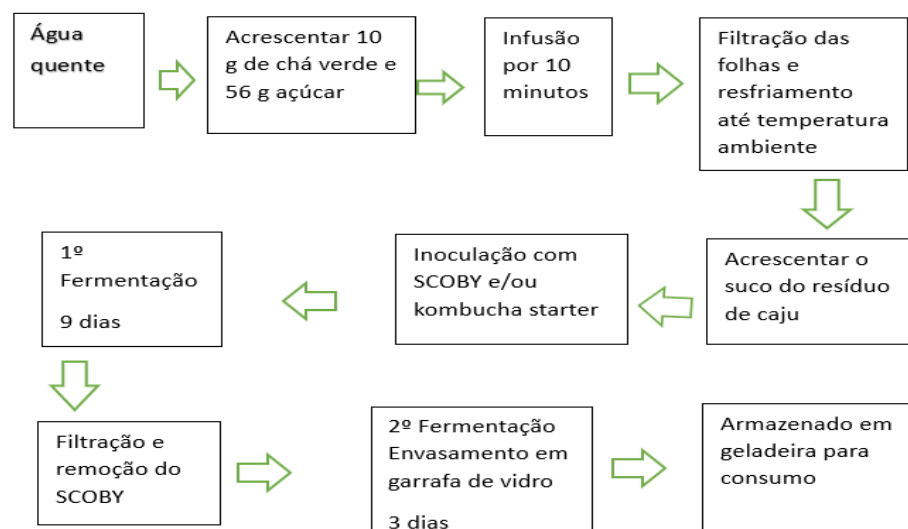 Água
quente
Acrescentar 10
g de chá verde e
56 g açúcar
Infusão
por 10
minutos
Filtração das
folhas e
resfriamento
até temperatura
ambiente
Acrescentar o
suco do resíduo
de caju
Inoculação com
SCOBY e/ou
kombucha starter
1º
Fermentação
9 dias
Filtração e
remoção do
SCOBY
2º Fermentação
Envasamento em
garrafa de vidro
3 dias
Armazenado em
geladeira para
consumo